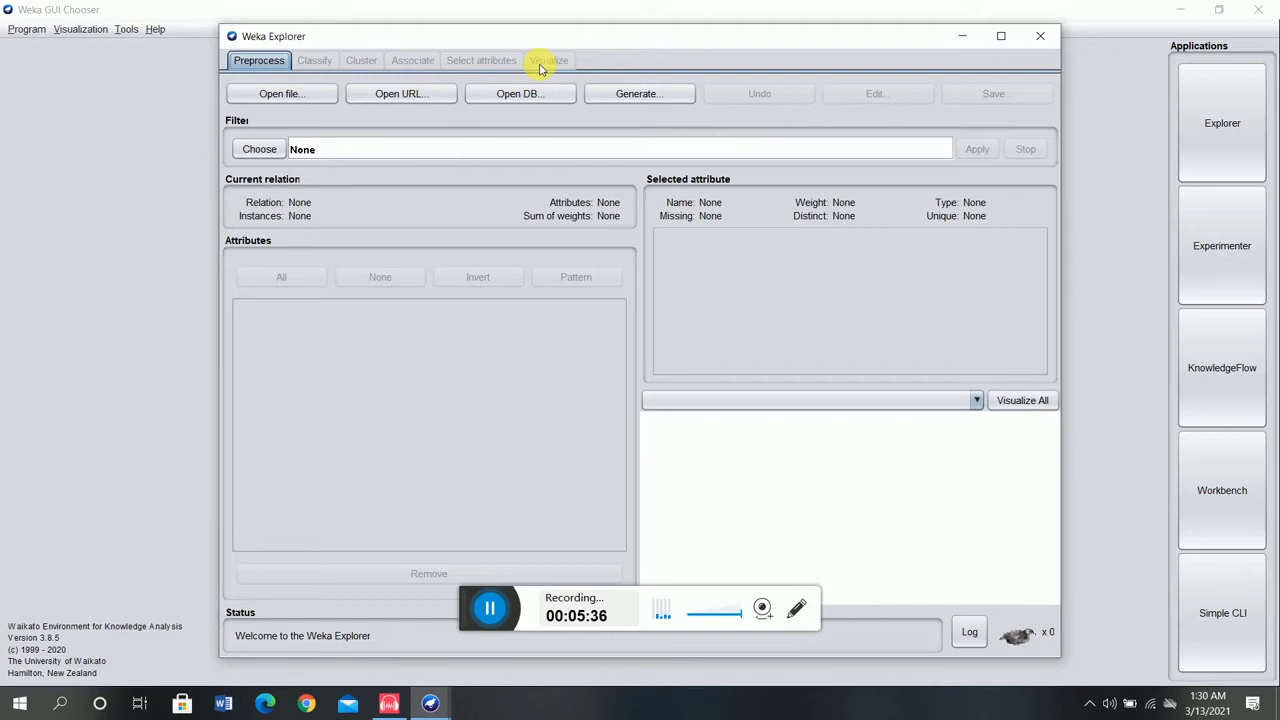 Weka GUI Chooser
Program Visualization Tools Help
Weka Explorer
Preprocess Classify Cluster Associate Select attributes Visualize
Open file... Open URL... Open DB... Generate... Undo Edit... Save...
Filter
Choose None Apply Stop
Current relation
Relation: None Attributes: None
Instances: None Sum of weights: None
Selected attribute
Name: None Weight: None Type: None
Missing: None Distinct: None Unique: None
Attributes
All None Invert Pattern
Visualize All
Remove
Recording...
00:05:36
Status
Welcome to the Weka Explorer
Log x 0
Applications
Explorer
Experimenter
KnowledgeFlow
Workbench
Simple CLI
Waikato Environment for Knowledge Analysis
Version 3.8.5
(c) 1999 - 2020
The University of Waikato
Hamilton, New Zealand
1:30 AM
3/13/2021